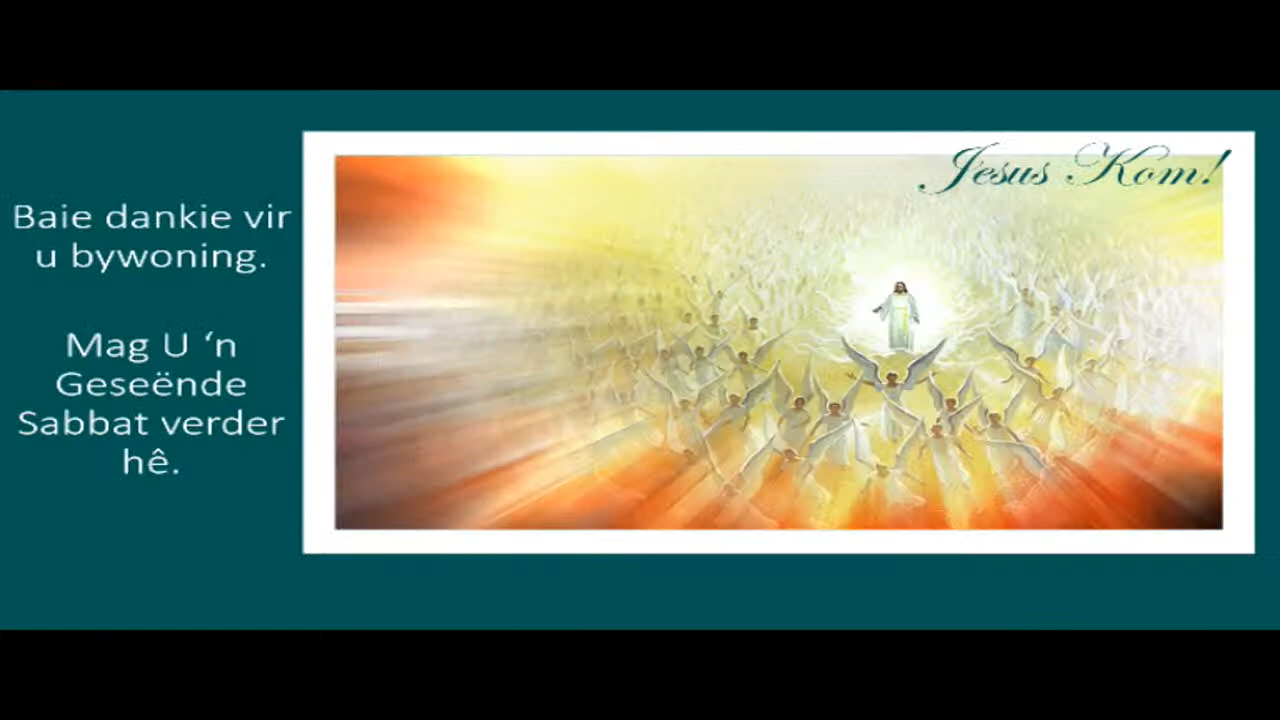 Jesus Kom!
Baie dankie vir
u bywoning.
Mag U ‘n
Geseënde
Sabbat verder
hê.